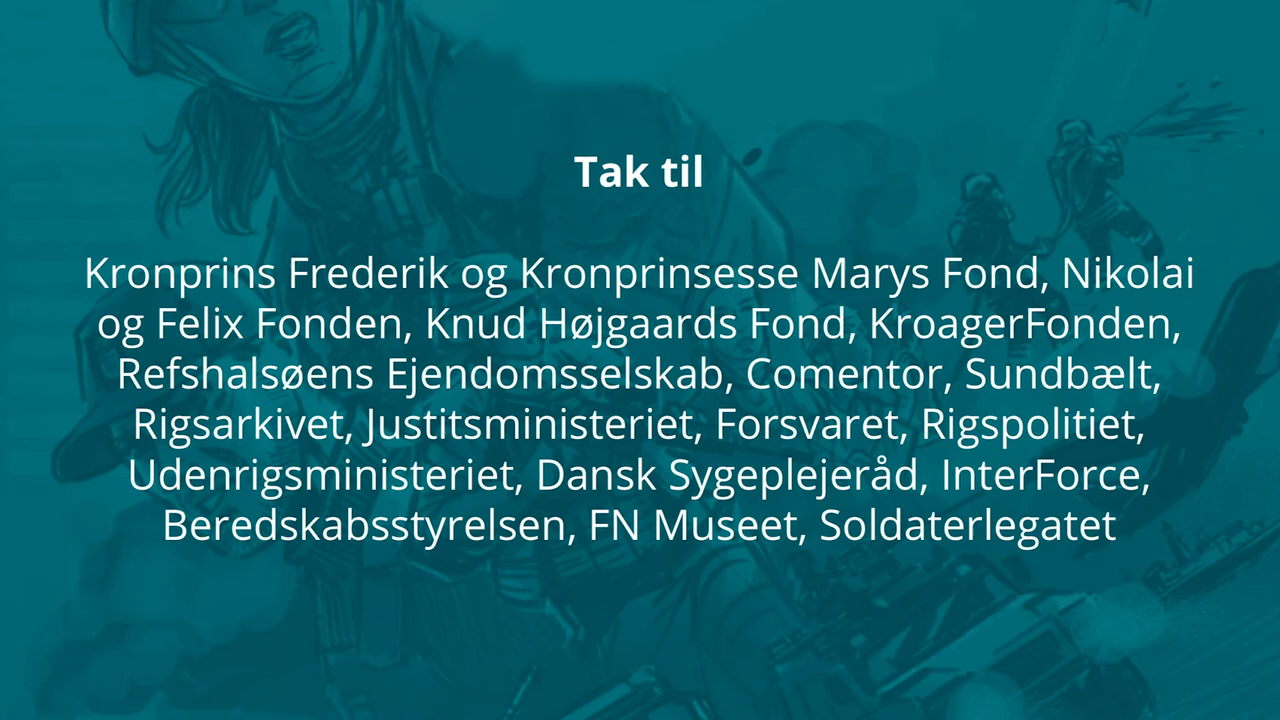 Tak til
Kronprins Frederik og Kronprinsesse Marys Fond, Nikolai
og Felix Fonden, Knud Højgaards Fond, KroagerFonden,
Refshalsøens Ejendomsselskab, Comentor, Sundbælt,
Rigsarkivet, Justitsministeriet, Forsvaret, Rigspolitiet,
Udenrigsministeriet, Dansk Sygeplejeråd, InterForce,
Beredskabsstyrelsen, FN Museet, Soldaterlegatet